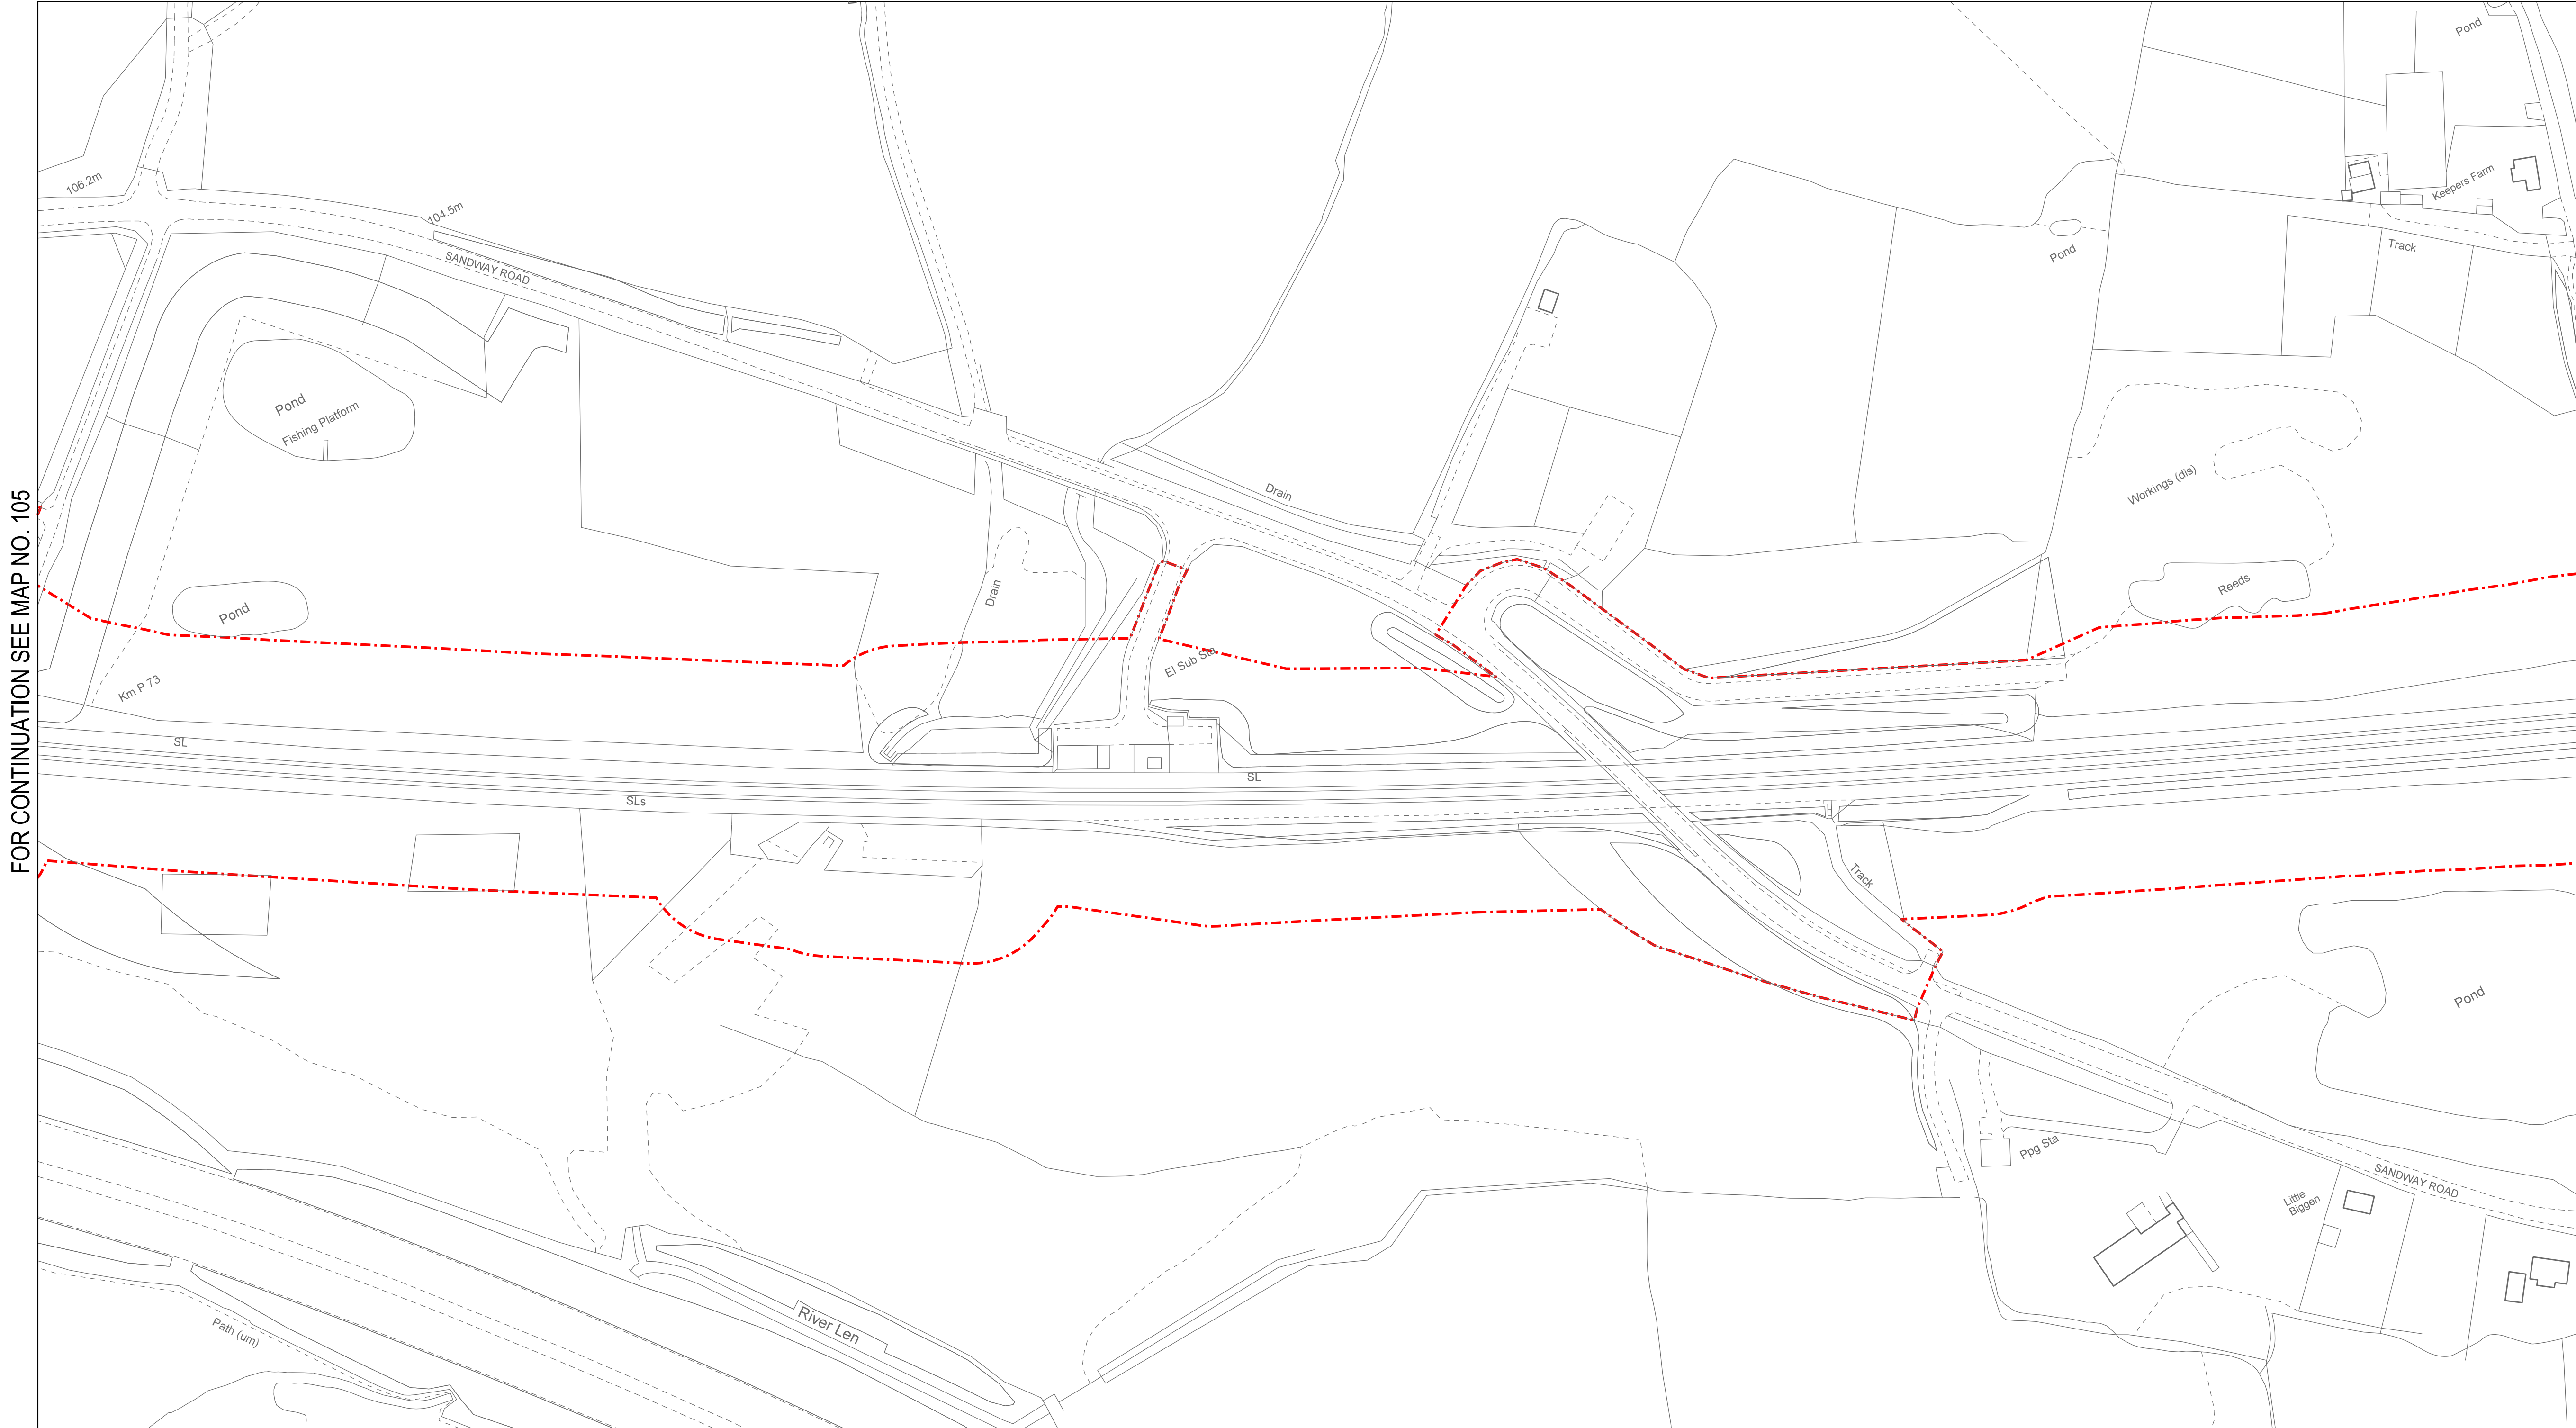 FOR CONTINUATION SEE MAP NO. 105
Pond
106.2m
104.5m
Keepers Farm
SANDWAY ROAD
Track
Pond
Pond
Fishing Platform
Drain
Workings (dis)
Drain
Reeds
Pond
El Sub Sta
Km P 73
SL
SL
SLs
Track
Pond
Ppg Sta
SANDWAY ROAD
Little
Biggen
River Len
Path (um)